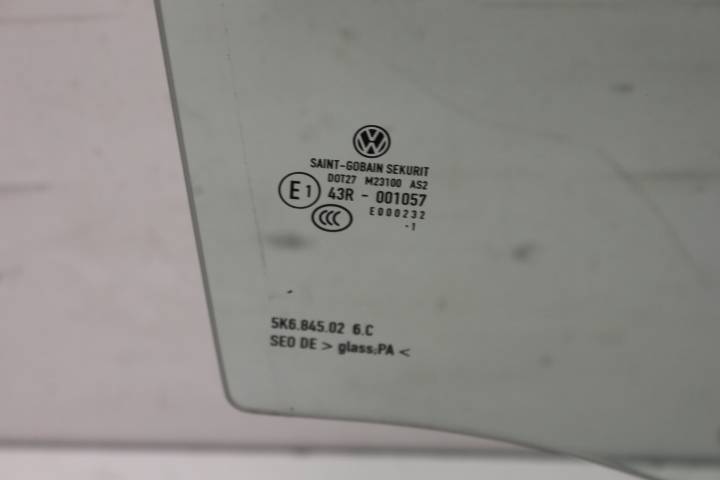 SAINT-GOBAIN SEKURIT
DOT27 M23100 AS2
E1 43R - 001057
CCC E000232
-1
5K6.845.02 6.C
SEO DE > glass,PA <